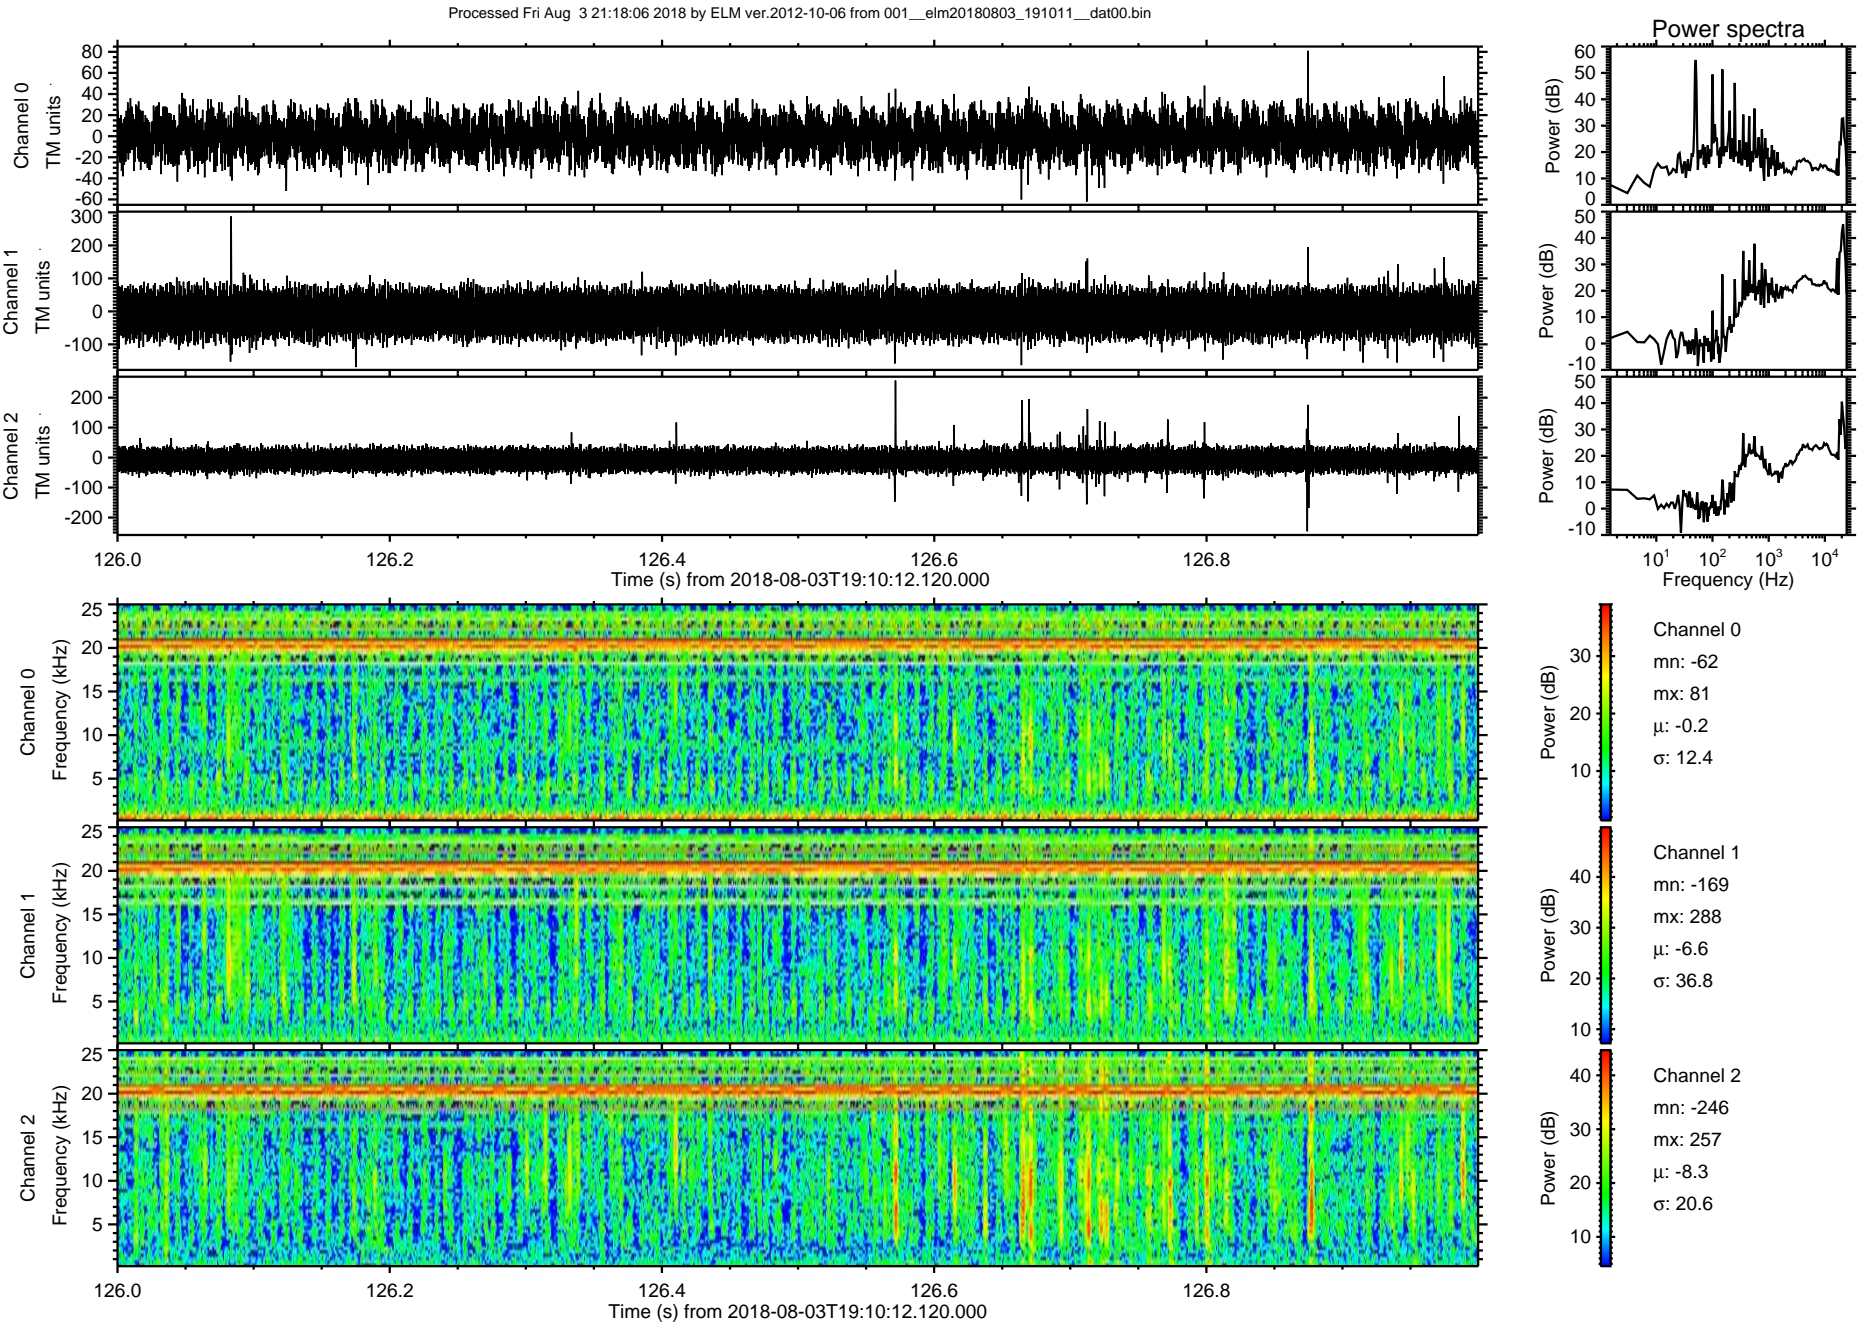 Processed Fri Aug  3 21:18:06 2018 by ELM ver.2012-10-06 from 001__elm20180803_191011__dat00.bin
Power spectra
Channel 0
TM units
80
60
40
20
0
-20
-40
-60
Power (dB)
60
50
40
30
20
10
0
Channel 1
TM units
300
200
100
0
-100
Power (dB)
50
40
30
20
10
0
-10
Channel 2
TM units
200
100
0
-100
-200
Power (dB)
50
40
30
20
10
0
-10
126.0 126.2 126.4 126.6 126.8
Time (s) from 2018-08-03T19:10:12.120.000
10¹ 10² 10³ 10⁴
Frequency (Hz)
Channel 0
Frequency (kHz)
25
20
15
10
5
Power (dB)
30
20
10
Channel 0
mn: -62
mx: 81
μ: -0.2
σ: 12.4
Channel 1
Frequency (kHz)
25
20
15
10
5
Power (dB)
40
30
20
10
Channel 1
mn: -169
mx: 288
μ: -6.6
σ: 36.8
Channel 2
Frequency (kHz)
25
20
15
10
5
Power (dB)
40
30
20
10
Channel 2
mn: -246
mx: 257
μ: -8.3
σ: 20.6
126.0 126.2 126.4 126.6 126.8
Time (s) from 2018-08-03T19:10:12.120.000